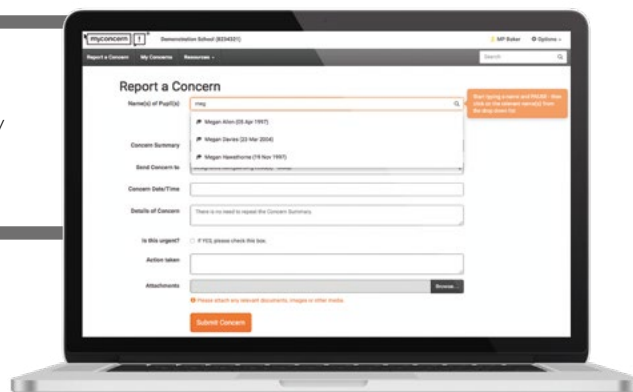 myconcern !
Demonstration School (8234321)
MP Baker
Options
Report a Concern My Concerns Resources
Search
Report a Concern
Name(s) of Pupil(s)
meg
Start typing a name and PAUSE - then
click on the relevant name(s) from
the drop down list.
Megan Allen (05 Apr 1997)
Megan Davies (23 Mar 2004)
Megan Hawethorne (19 Nov 1997)
Concern Summary
Send Concern to
Concern Date/Time
Details of Concern
There is no need to repeat the Concern Summary.
Is this urgent?
If YES, please check this box.
Action taken
Attachments
Browse...
Please attach any relevant documents, images or other media.
Submit Concern